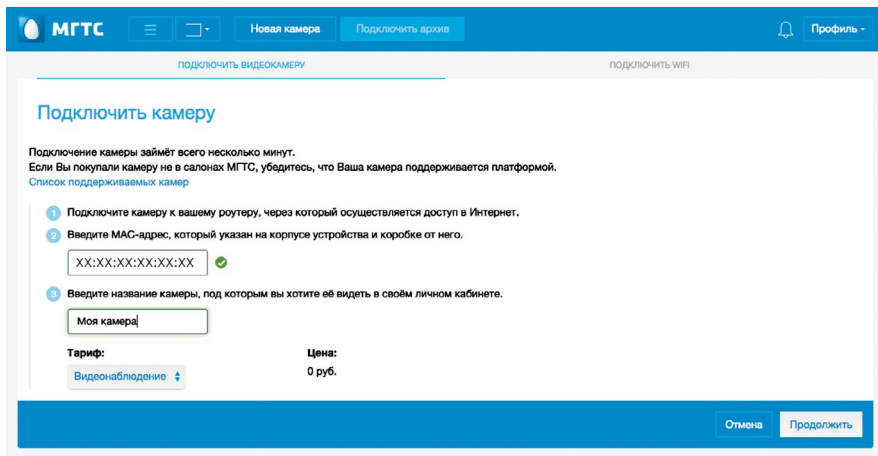 МГТС
Новая камера
Подключить архив
Профиль
ПОДКЛЮЧИТЬ ВИДЕОКАМЕРУ
ПОДКЛЮЧИТЬ WIFI
Подключить камеру
Подключение камеры займёт всего несколько минут.
Если Вы покупали камеру не в салонах МГТС, убедитесь, что Ваша камера поддерживается платформой.
Список поддерживаемых камер
1 Подключите камеру к вашему роутеру, через который осуществляется доступ в Интернет.
2 Введите MAC-адрес, который указан на корпусе устройства и коробке от него.
XX:XX:XX:XX:XX:XX
3 Введите название камеры, под которым вы хотите её видеть в своём личном кабинете.
Моя камера
Тариф: Цена:
Видеонаблюдение 0 руб.
Отмена Продолжить